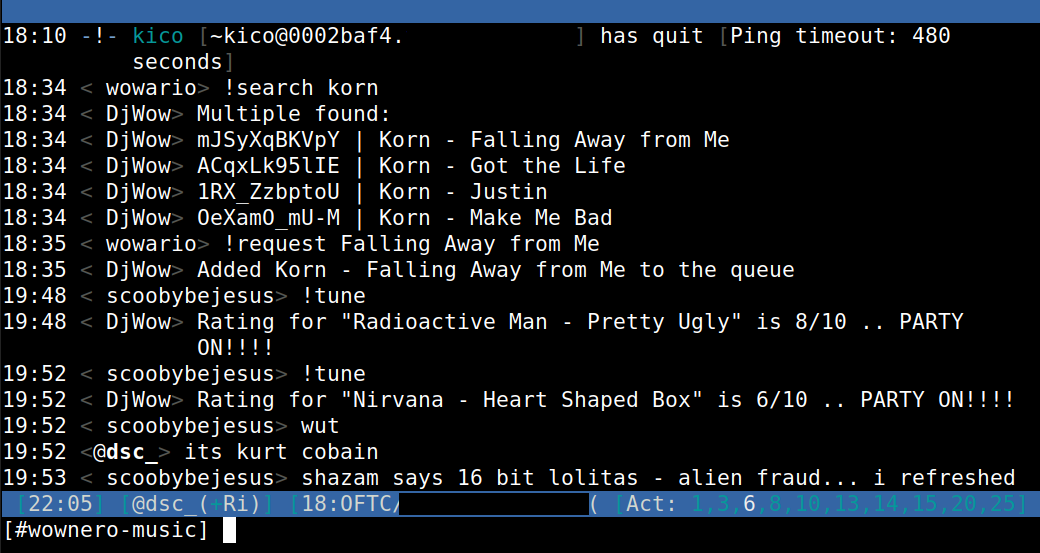 18:10 -!- kico [~kico@0002baf4. ] has quit [Ping timeout: 480
seconds]
18:34 < wowario> !search korn
18:34 < DjWow> Multiple found:
18:34 < DjWow> mJSyXqBKVpY | Korn - Falling Away from Me
18:34 < DjWow> ACqxLk95lIE | Korn - Got the Life
18:34 < DjWow> 1RX_ZzbptoU | Korn - Justin
18:34 < DjWow> OeXamO_mU-M | Korn - Make Me Bad
18:35 < wowario> !request Falling Away from Me
18:35 < DjWow> Added Korn - Falling Away from Me to the queue
19:48 < scoobybejesus> !tune
19:48 < DjWow> Rating for "Radioactive Man - Pretty Ugly" is 8/10 .. PARTY
ON!!!!
19:52 < scoobybejesus> !tune
19:52 < DjWow> Rating for "Nirvana - Heart Shaped Box" is 6/10 .. PARTY ON!!!!
19:52 < scoobybejesus> wut
19:52 <@dsc_> its kurt cobain
19:53 < scoobybejesus> shazam says 16 bit lolitas - alien fraud... i refreshed
[22:05] [@dsc_(+Ri)] [18:OFTC/ ( [Act: 1,3,6,8,10,13,14,15,20,25]
[#wownero-music]